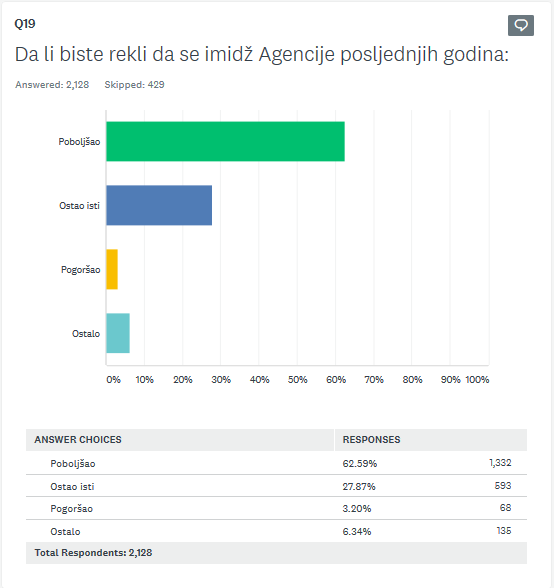 Q19
Da li biste rekli da se imidž Agencije posljednjih godina:
Answered: 2,128 Skipped: 429
Poboljšao
Ostao isti
Pogoršao
Ostalo
0% 10% 20% 30% 40% 50% 60% 70% 80% 90% 100%
ANSWER CHOICES RESPONSES
Poboljšao 62.59% 1,332
Ostao isti 27.87% 593
Pogoršao 3.20% 68
Ostalo 6.34% 135
Total Respondents: 2,128